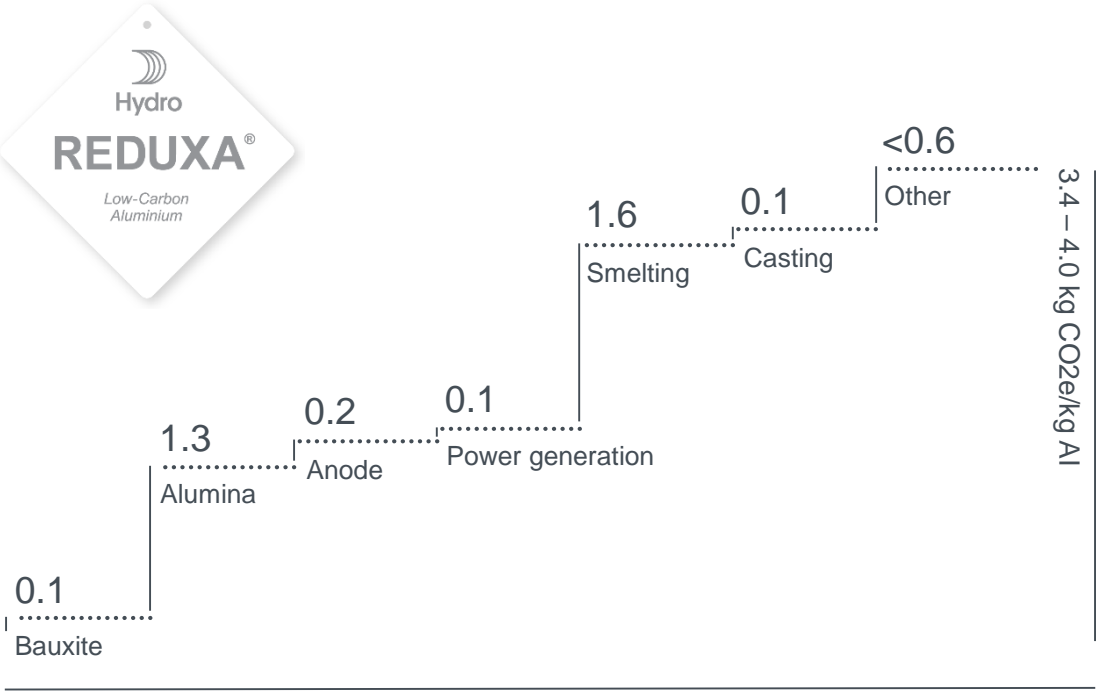 Hydro
REDUXA®
Low-Carbon
Aluminium
0.1
Bauxite
1.3
Alumina
0.2
Anode
0.1
Power generation
1.6
Smelting
0.1
Casting
<0.6
Other
3.4 – 4.0 kg CO2e/kg Al